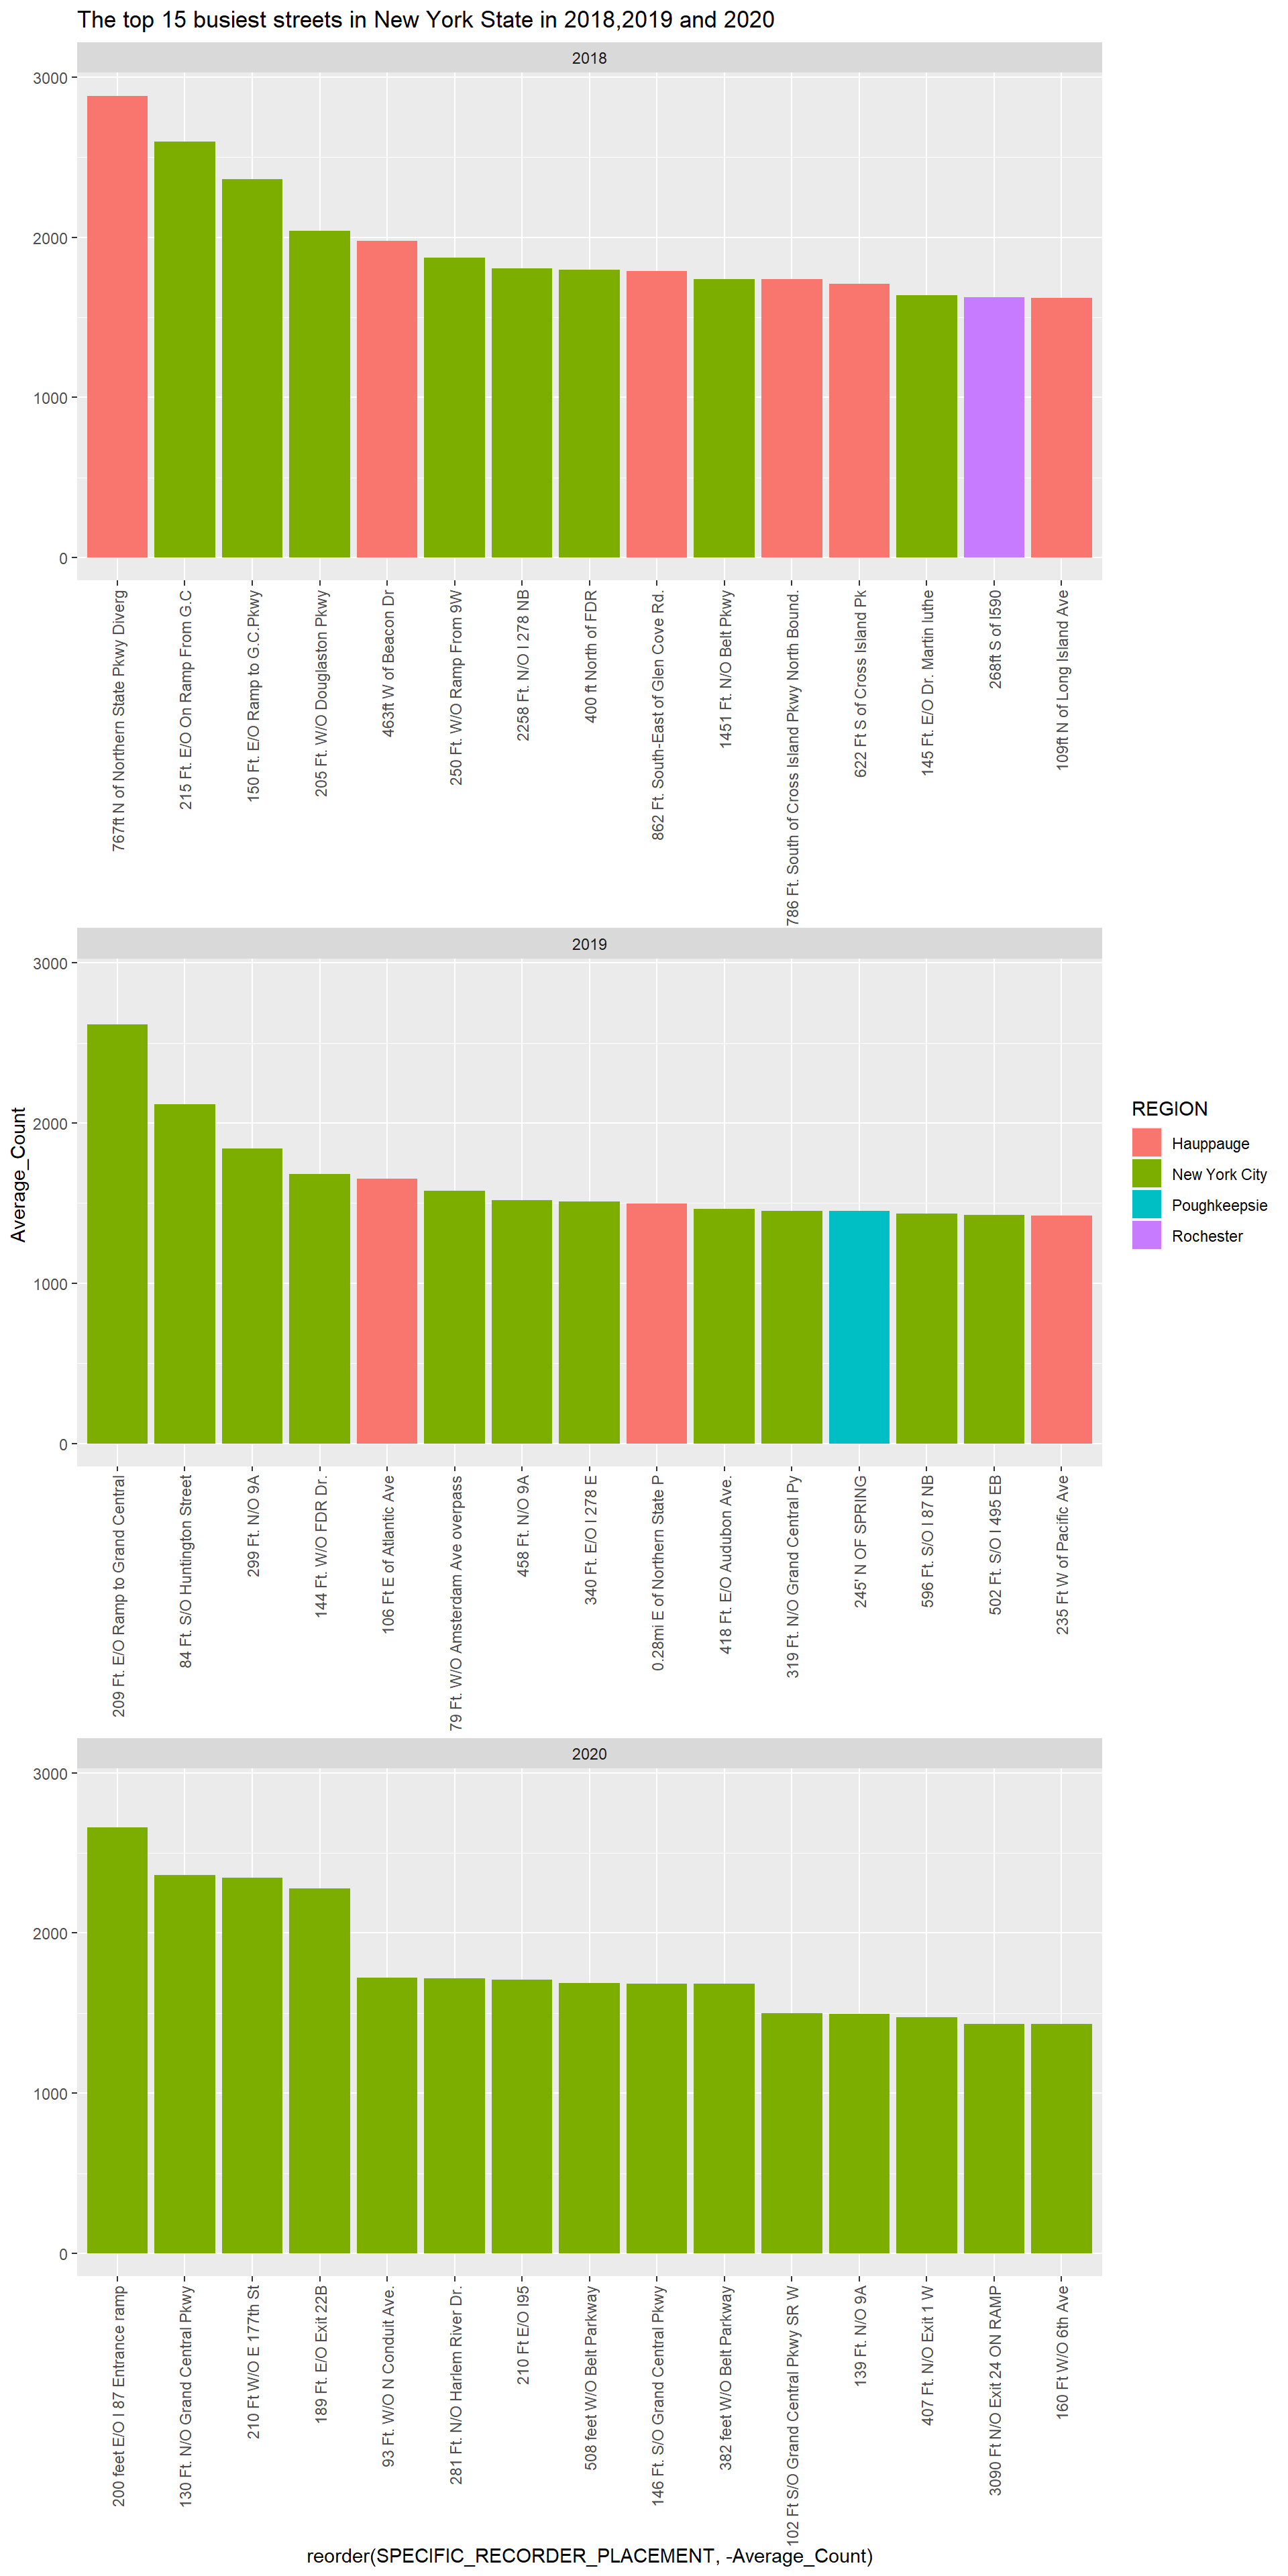 The top 15 busiest streets in New York State in 2018,2019 and 2020
2018
3000
2000
1000
0
767ft N of Northern State Pkwy Diverg
215 Ft. E/O On Ramp From G.C
150 Ft. E/O Ramp to G.C.Pkwy
205 Ft. W/O Douglaston Pkwy
463ft W of Beacon Dr
250 Ft. W/O Ramp From 9W
2258 Ft. N/O I 278 NB
400 ft North of FDR
862 Ft. South-East of Glen Cove Rd.
1451 Ft. N/O Belt Pkwy
786 Ft. South of Cross Island Pkwy North Bound.
622 Ft S of Cross Island Pk
145 Ft. E/O Dr. Martin luthe
268ft S of I590
109ft N of Long Island Ave
2019
3000
2000
1000
0
209 Ft. E/O Ramp to Grand Central
84 Ft. S/O Huntington Street
299 Ft. N/O 9A
144 Ft. W/O FDR Dr.
106 Ft E of Atlantic Ave
79 Ft. W/O Amsterdam Ave overpass
458 Ft. N/O 9A
340 Ft. E/O I 278 E
0.28mi E of Northern State P
418 Ft. E/O Audubon Ave.
319 Ft. N/O Grand Central Py
245' N OF SPRING
596 Ft. S/O I 87 NB
502 Ft. S/O I 495 EB
235 Ft W of Pacific Ave
2020
3000
2000
1000
0
200 feet E/O I 87 Entrance ramp
130 Ft. N/O Grand Central Pkwy
210 Ft W/O E 177th St
189 Ft. E/O Exit 22B
93 Ft. W/O N Conduit Ave.
281 Ft. N/O Harlem River Dr.
210 Ft E/O I95
508 feet W/O Belt Parkway
146 Ft. S/O Grand Central Pkwy
382 feet W/O Belt Parkway
102 Ft S/O Grand Central Pkwy SR W
139 Ft. N/O 9A
407 Ft. N/O Exit 1 W
3090 Ft N/O Exit 24 ON RAMP
160 Ft W/O 6th Ave
reorder(SPECIFIC_RECORDER_PLACEMENT, -Average_Count)
Average_Count
REGION
Hauppauge
New York City
Poughkeepsie
Rochester